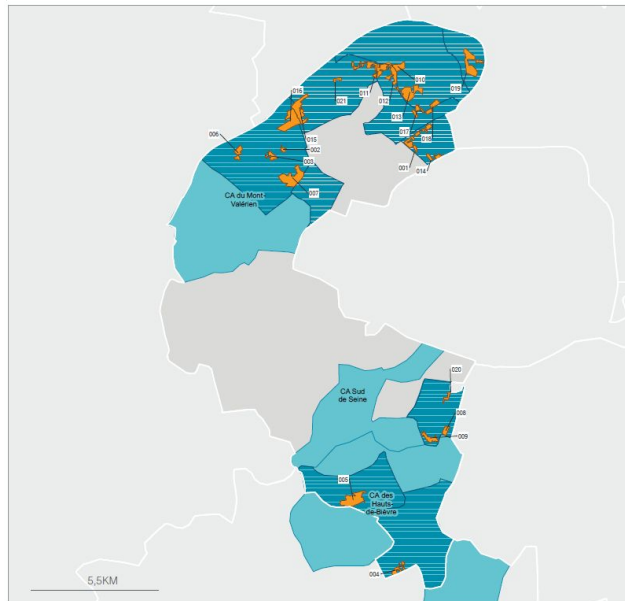 010
016
011
012
021
019
013
006
015
017
002
018
003
001
014
CA du Mont-
Valérien
007
020
CA Sud
de Seine
008
009
005
CA des
Hauts-
de-Bièvre
004
5,5KM